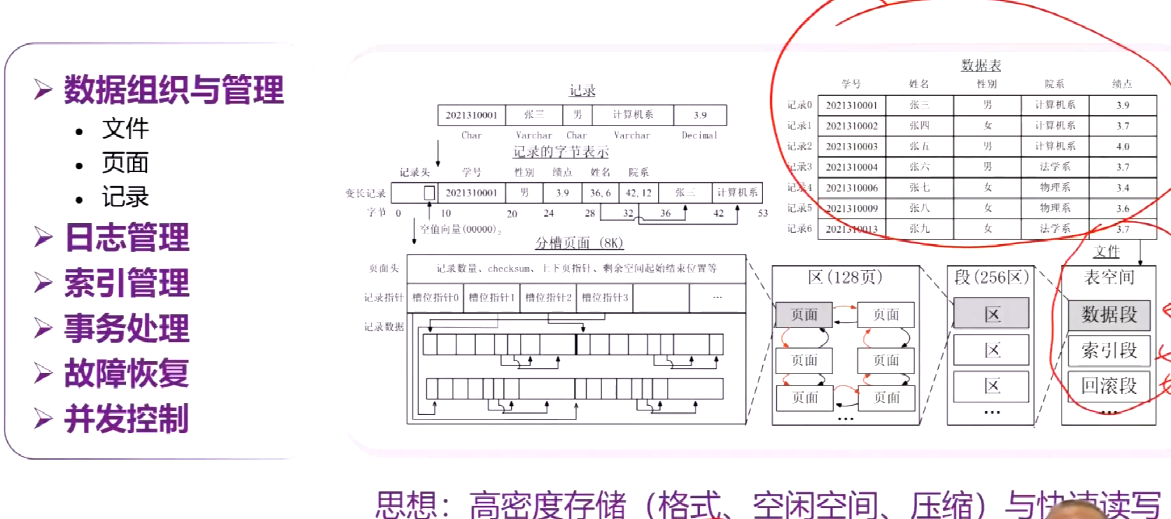 数据组织与管理
文件
页面
记录
日志管理
索引管理
事务处理
故障恢复
并发控制
记录
2021310001 张三 男 计算机系 3.9
Char Varchar Char Varchar Decimal
记录的字节表示
记录头 学号 性别 绩点 姓名 院系
变长记录 2021310001 男 3.9 36,6 42,12 张三 计算机系
字节 0 10 20 24 28 32 36 42 53
空值向量(00000)₂
分槽页面 (8K)
页面头 记录数量、checksum、上下页指针、剩余空间起始结束位置等
记录指针 槽位指针0 槽位指针1 槽位指针2 槽位指针3 ...
记录数据
数据表
学号 姓名 性别 院系 绩点
记录0 2021310001 张三 男 计算机系 3.9
记录1 2021310002 张四 女 计算机系 3.7
记录2 2021310003 张五 男 计算机系 4.0
记录3 2021310004 张六 男 法学系 3.7
记录4 2021310006 张七 女 物理系 3.4
记录5 2021310009 张八 女 物理系 3.6
记录6 2021310013 张九 女 法学系 3.7
区(128页)
页面 页面
页面 页面
页面 页面
...
段(256区)
区
区
区
...
文件
表空间
数据段
索引段
回滚段
...
思想：高密度存储（格式、空闲空间、压缩）与快速读写